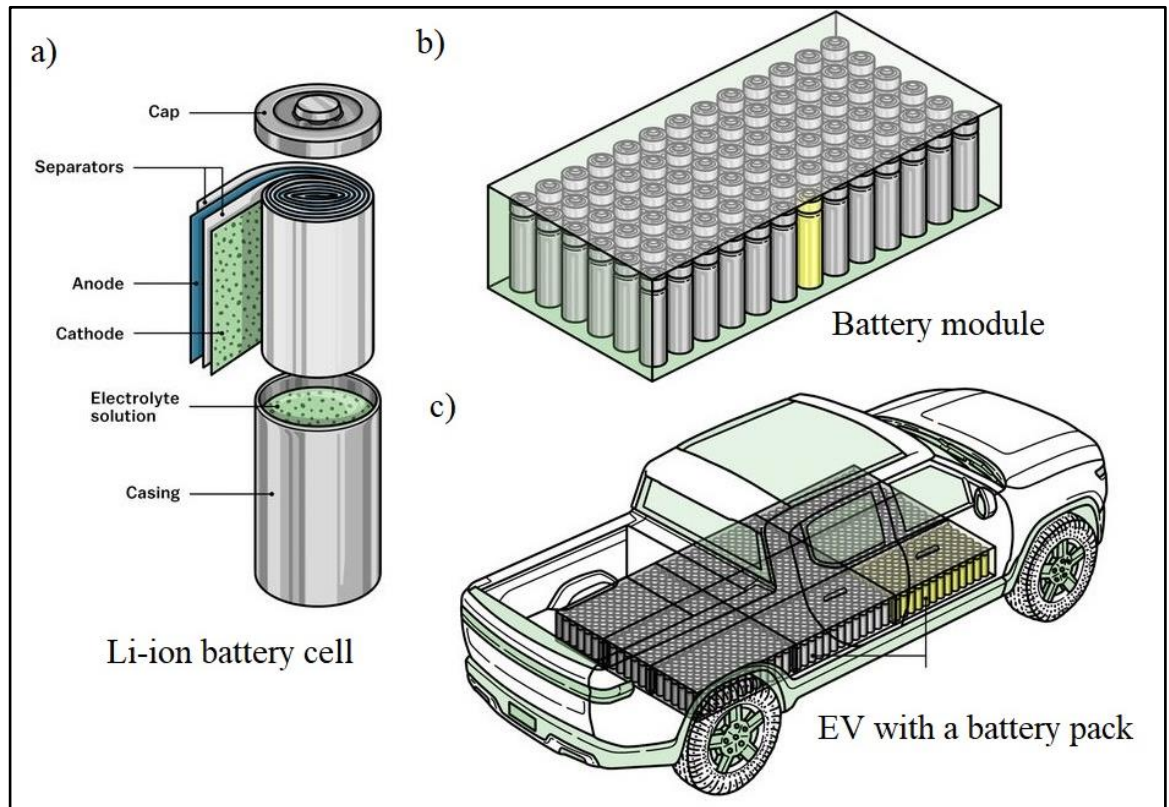 a)
Cap
Separators
Anode
Cathode
Electrolyte
solution
Casing
Li-ion battery cell
b)
Battery module
c)
EV with a battery pack